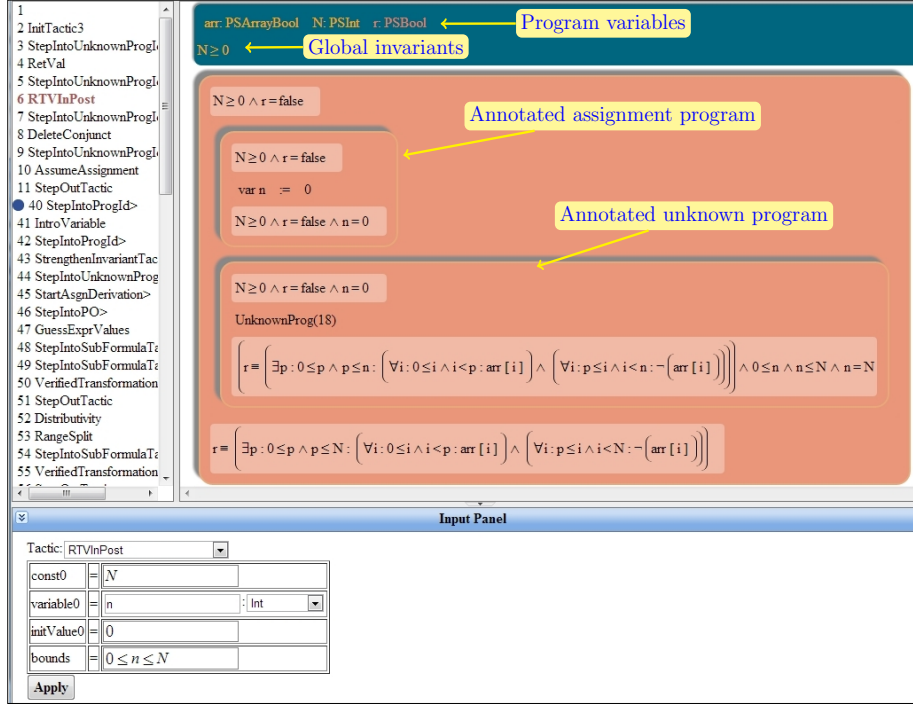 1
2 InitTactic3
3 StepIntoUnknownProgI
4 RetVal
5 StepIntoUnknownProgI
6 RTVInPost
7 StepIntoUnknownProgI
8 DeleteConjunct
9 StepIntoUnknownProgI
10 AssumeAssignment
11 StepOutTactic
40 StepIntoProgId>
41 IntroVariable
42 StepIntoProgId>
43 StrengthenInvariantTac
44 StepIntoUnknownProg
45 StartAsgnDerivation>
46 StepIntoPO>
47 GuessExprValues
48 StepIntoSubFormulaTa
49 StepIntoSubFormulaTa
50 VerifiedTransformation
51 StepOutTactic
52 Distributivity
53 RangeSplit
54 StepIntoSubFormulaTa
55 VerifiedTransformation
arr: PSArrayBool N: PSInt r: PSBool
Program variables
N ≥ 0
Global invariants
N ≥ 0 ∧ r = false
Annotated assignment program
N ≥ 0 ∧ r = false
var n := 0
N ≥ 0 ∧ r = false ∧ n = 0
Annotated unknown program
N ≥ 0 ∧ r = false ∧ n = 0
UnknownProg(18)
(r ≡ (∃p : 0 ≤ p ∧ p ≤ n : (∀i : 0 ≤ i ∧ i < p : arr [ i ]) ∧ (∀i : p ≤ i ∧ i < n : ¬(arr [ i ])))) ∧ 0 ≤ n ∧ n ≤ N ∧ n = N
r ≡ (∃p : 0 ≤ p ∧ p ≤ N : (∀i : 0 ≤ i ∧ i < p : arr [ i ]) ∧ (∀i : p ≤ i ∧ i < N : ¬(arr [ i ])))
Input Panel
Tactic: RTVInPost
const0 = N
variable0 = n : Int
initValue0 = 0
bounds = 0 ≤ n ≤ N
Apply